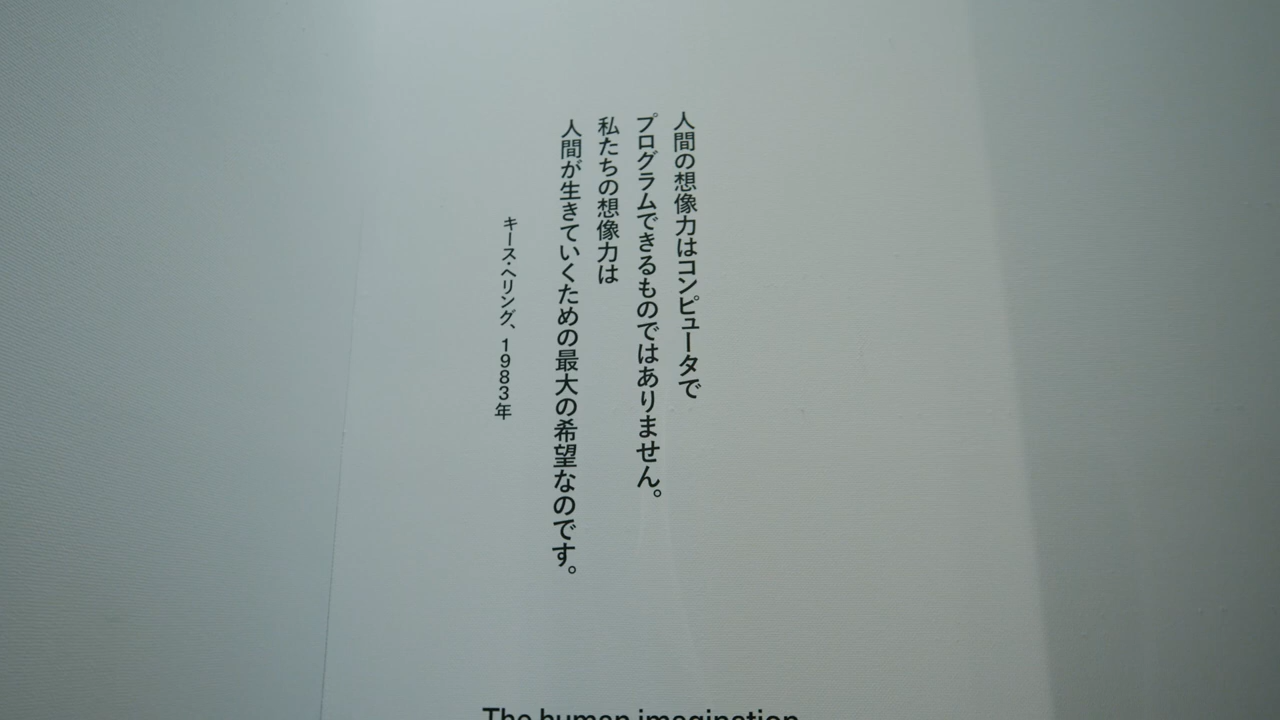 人間の想像力はコンピュータで
プログラムできるものではありません。
私たちの想像力は
人間が生きていくための最大の希望なのです。
キース・ヘリング、1983年
The human imagination